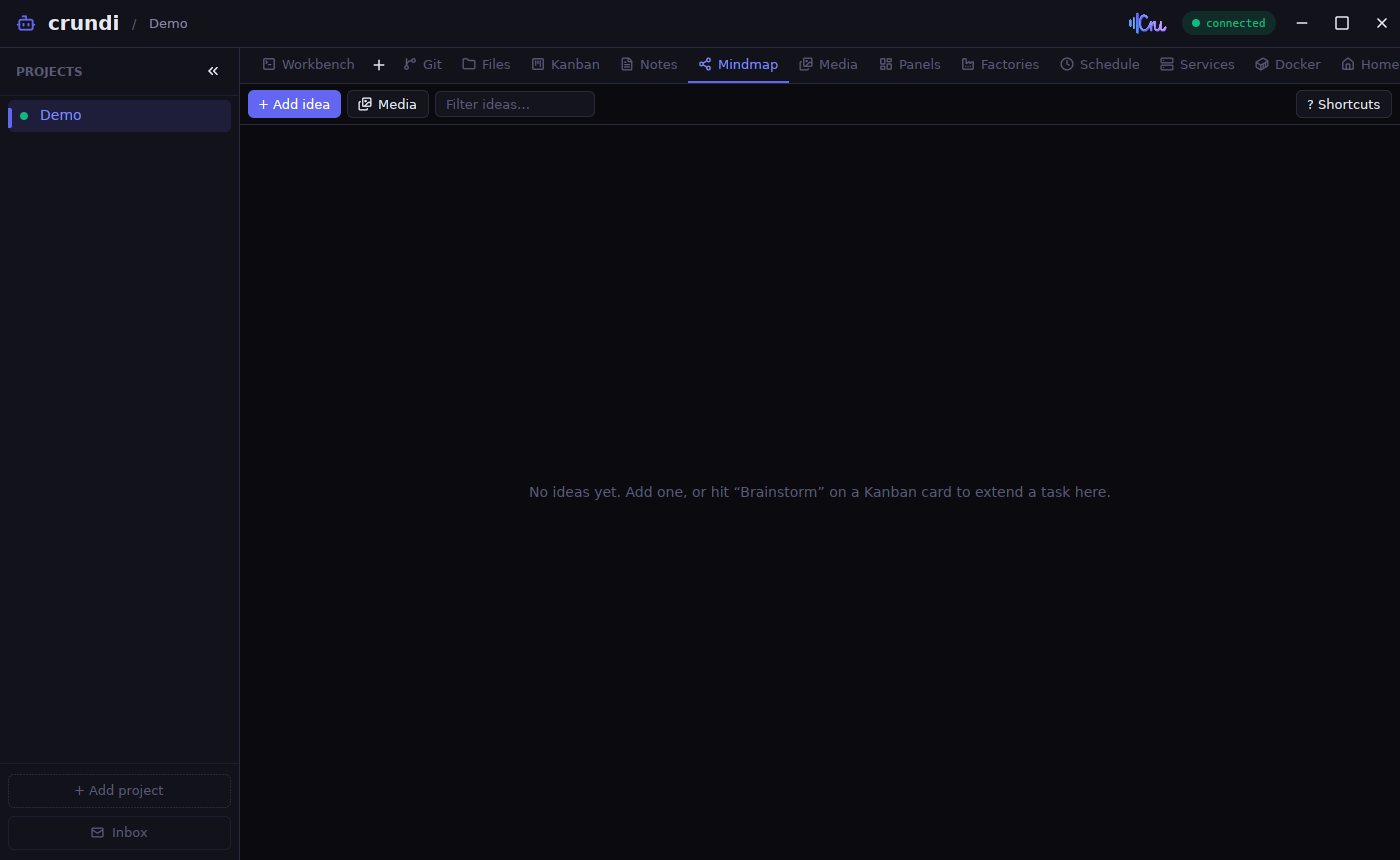 crundi / Demo
Cru
connected
PROJECTS
Workbench
Git
Files
Kanban
Notes
Mindmap
Media
Panels
Factories
Schedule
Services
Docker
Home
+ Add idea
Media
Filter ideas...
? Shortcuts
Demo
No ideas yet. Add one, or hit “Brainstorm” on a Kanban card to extend a task here.
+ Add project
Inbox